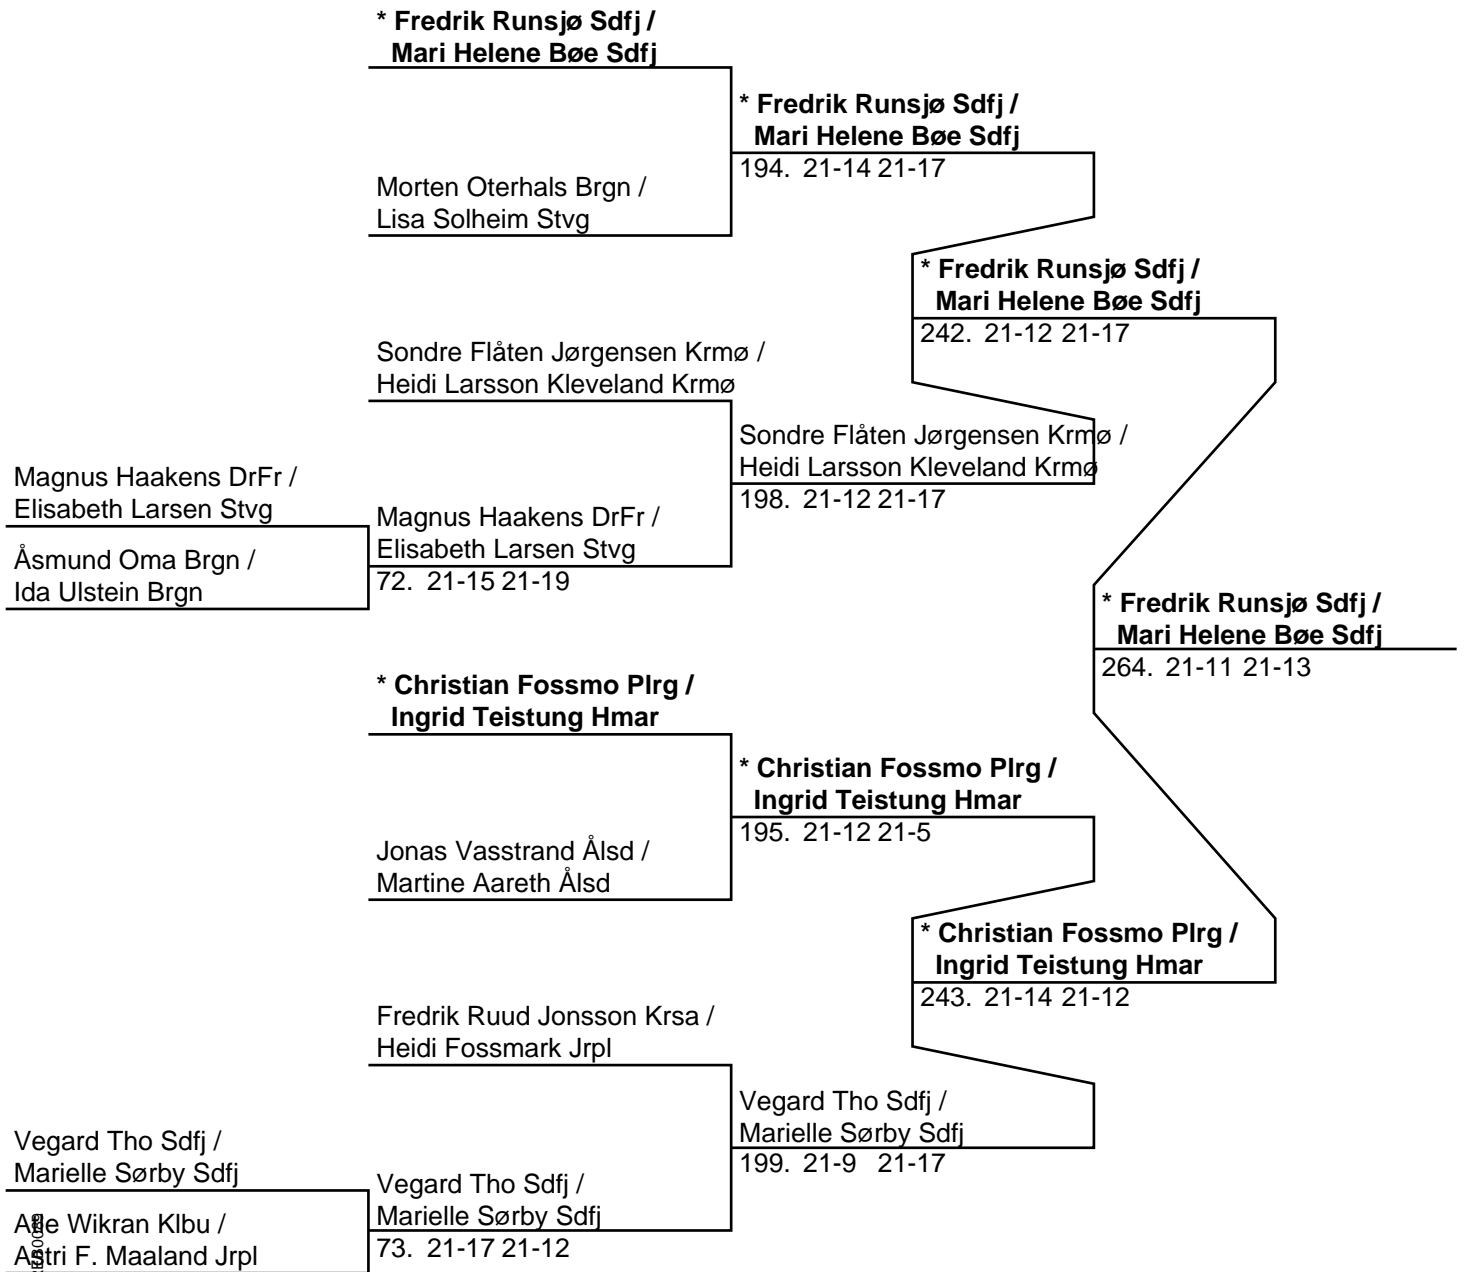 * Fredrik Runsjø Sdfj /
Mari Helene Bøe Sdfj
* Fredrik Runsjø Sdfj /
Mari Helene Bøe Sdfj
194. 21-14 21-17
Morten Oterhals Brgn /
Lisa Solheim Stvg
* Fredrik Runsjø Sdfj /
Mari Helene Bøe Sdfj
242. 21-12 21-17
Sondre Flåten Jørgensen Krmø /
Heidi Larsson Kleveland Krmø
Sondre Flåten Jørgensen Krmø /
Heidi Larsson Kleveland Krmø
198. 21-12 21-17
Magnus Haakens DrFr /
Elisabeth Larsen Stvg
Magnus Haakens DrFr /
Elisabeth Larsen Stvg
72. 21-15 21-19
Åsmund Oma Brgn /
Ida Ulstein Brgn
* Fredrik Runsjø Sdfj /
Mari Helene Bøe Sdfj
264. 21-11 21-13
* Christian Fossmo Plrg /
Ingrid Teistung Hmar
* Christian Fossmo Plrg /
Ingrid Teistung Hmar
195. 21-12 21-5
Jonas Vasstrand Ålsd /
Martine Aareth Ålsd
* Christian Fossmo Plrg /
Ingrid Teistung Hmar
243. 21-14 21-12
Fredrik Ruud Jonsson Krsa /
Heidi Fossmark Jrpl
Vegard Tho Sdfj /
Marielle Sørby Sdfj
199. 21-9 21-17
Vegard Tho Sdfj /
Marielle Sørby Sdfj
Vegard Tho Sdfj /
Marielle Sørby Sdfj
73. 21-17 21-12
Wikran Klbu /
Astri F. Maaland Jrpl